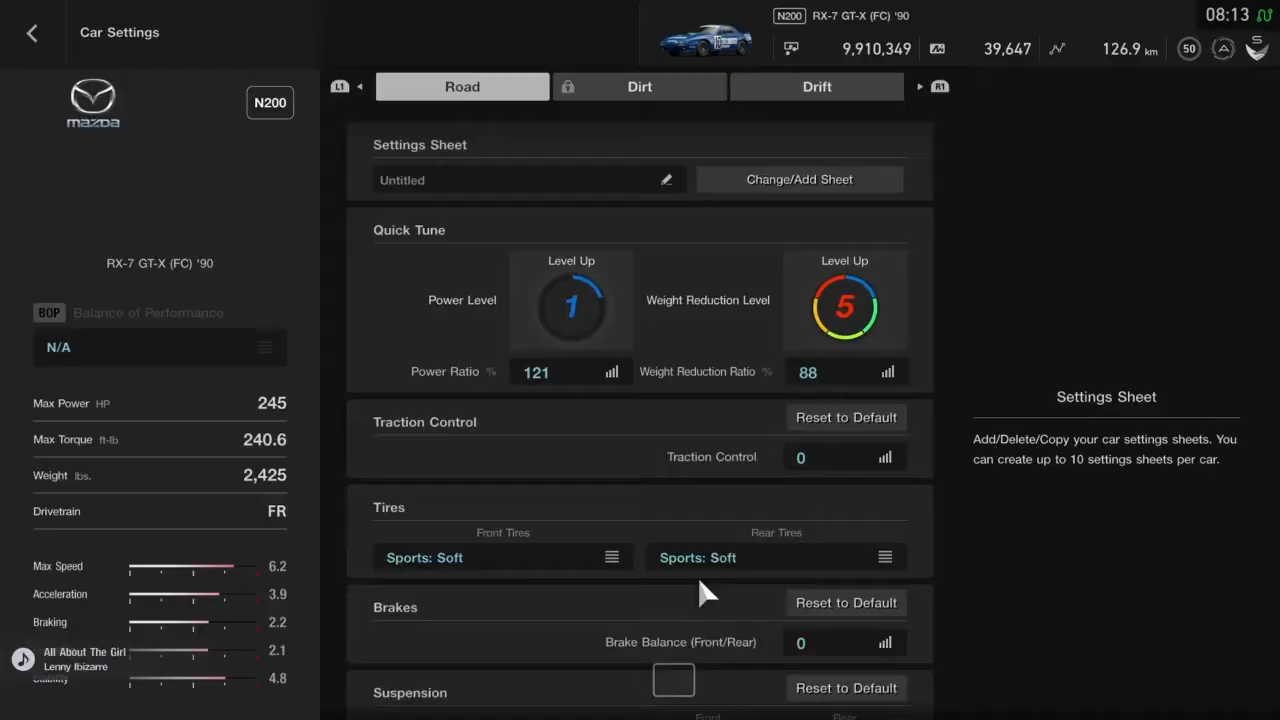 Car Settings
N200 RX-7 GT-X (FC) '90
08:13
9,910,349
39,647
126.9 km
50
A
S
mazda
N200
L1
Road
Dirt
Drift
R1
Settings Sheet
Untitled
Change/Add Sheet
Quick Tune
Level Up
Level Up
Power Level
1
Weight Reduction Level
5
Power Ratio %
121
Weight Reduction Ratio %
88
Traction Control
Reset to Default
Traction Control
0
Tires
Front Tires
Rear Tires
Sports: Soft
Sports: Soft
Brakes
Reset to Default
Brake Balance (Front/Rear)
0
Suspension
Reset to Default
Front
Rear
RX-7 GT-X (FC) '90
BOP Balance of Performance
N/A
Max Power HP 245
Max Torque ft-lb 240.6
Weight lbs. 2,425
Drivetrain FR
Max Speed 6.2
Acceleration 3.9
Braking 2.2
2.1
Stability 4.8
All About The Girl
Lenny Ibizarre
Settings Sheet
Add/Delete/Copy your car settings sheets. You
can create up to 10 settings sheets per car.